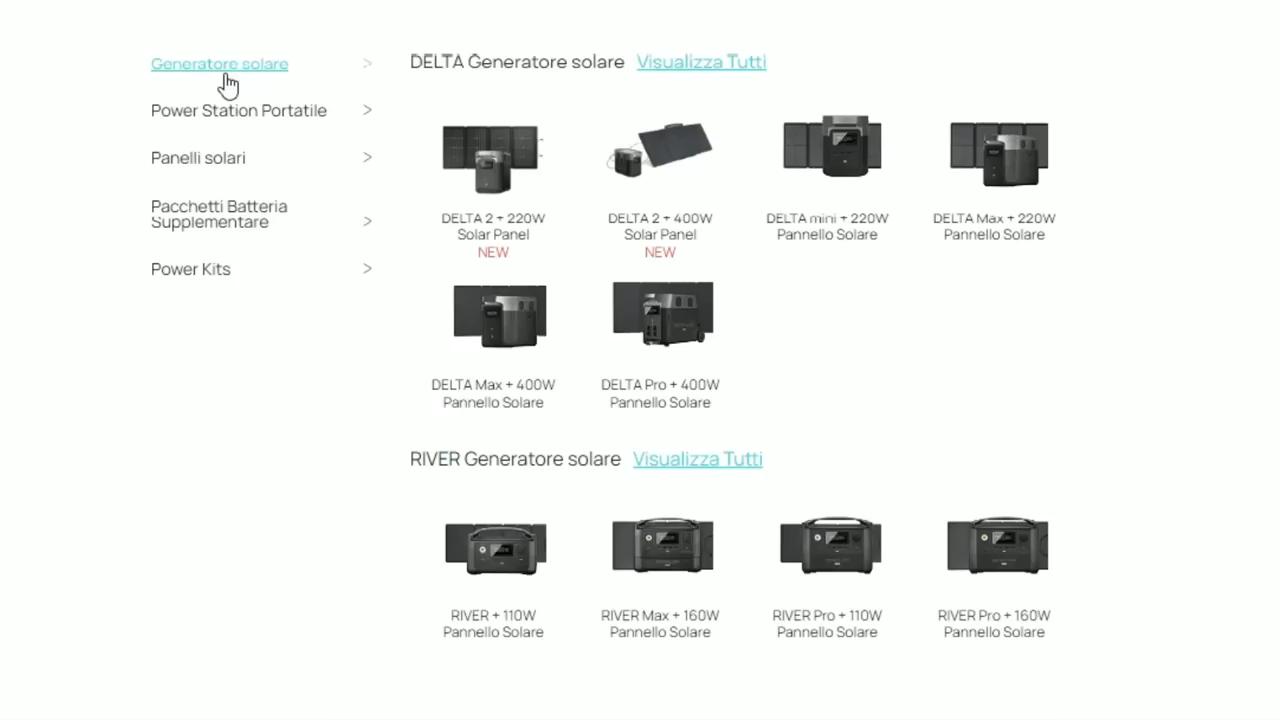 Generatore solare >
Power Station Portatile >
Panelli solari >
Pacchetti Batteria
Supplementare >
Power Kits >
DELTA Generatore solare Visualizza Tutti
DELTA 2 + 220W
Solar Panel
NEW
DELTA 2 + 400W
Solar Panel
NEW
DELTA mini + 220W
Pannello Solare
DELTA Max + 220W
Pannello Solare
DELTA Max + 400W
Pannello Solare
DELTA Pro + 400W
Pannello Solare
RIVER Generatore solare Visualizza Tutti
RIVER + 110W
Pannello Solare
RIVER Max + 160W
Pannello Solare
RIVER Pro + 110W
Pannello Solare
RIVER Pro + 160W
Pannello Solare